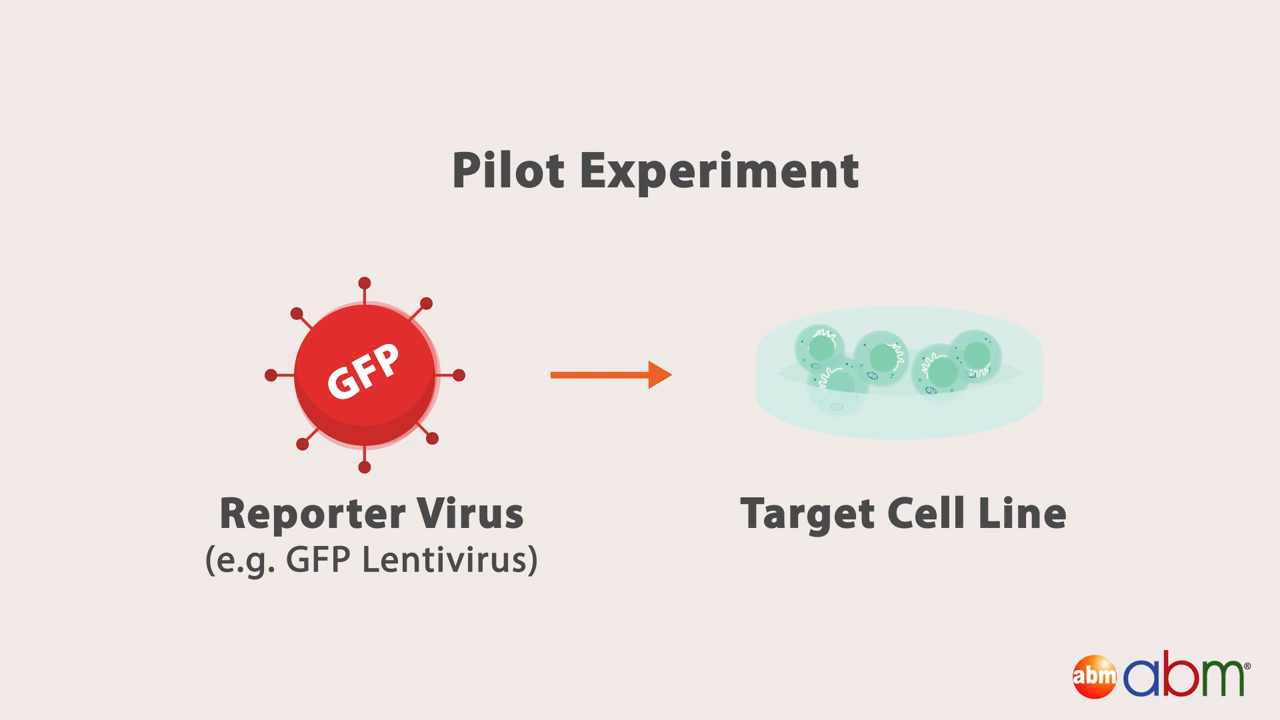 Pilot Experiment
GFP
Reporter Virus
(e.g. GFP Lentivirus)
Target Cell Line
abm abm®